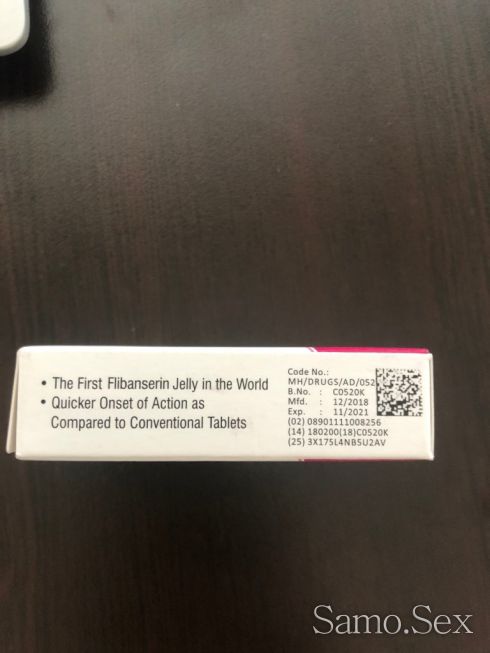 • The First Flibanserin Jelly in the World
• Quicker Onset of Action as
Compared to Conventional Tablets
Code No.:
MH/DRUGS/AD/052
B.No. : C0520K
Mfd. : 12/2018
Exp. : 11/2021
(02) 08901111008256
(14) 180200(18)C0520K
(25) 3X175L4NB5U2AV
Samo.Sex